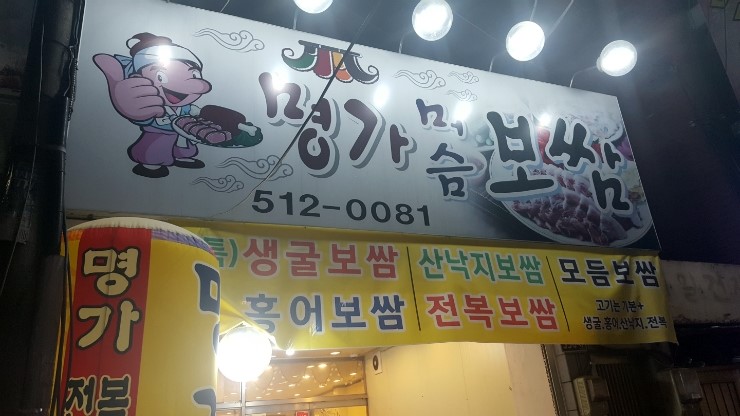 명가 머슴 보쌈
512-0081
특) 생굴보쌈 산낙지보쌈 모듬보쌈
홍어보쌈 전복보쌈 고기는기본+
생굴.홍어.산낙지.전복
명가
전복